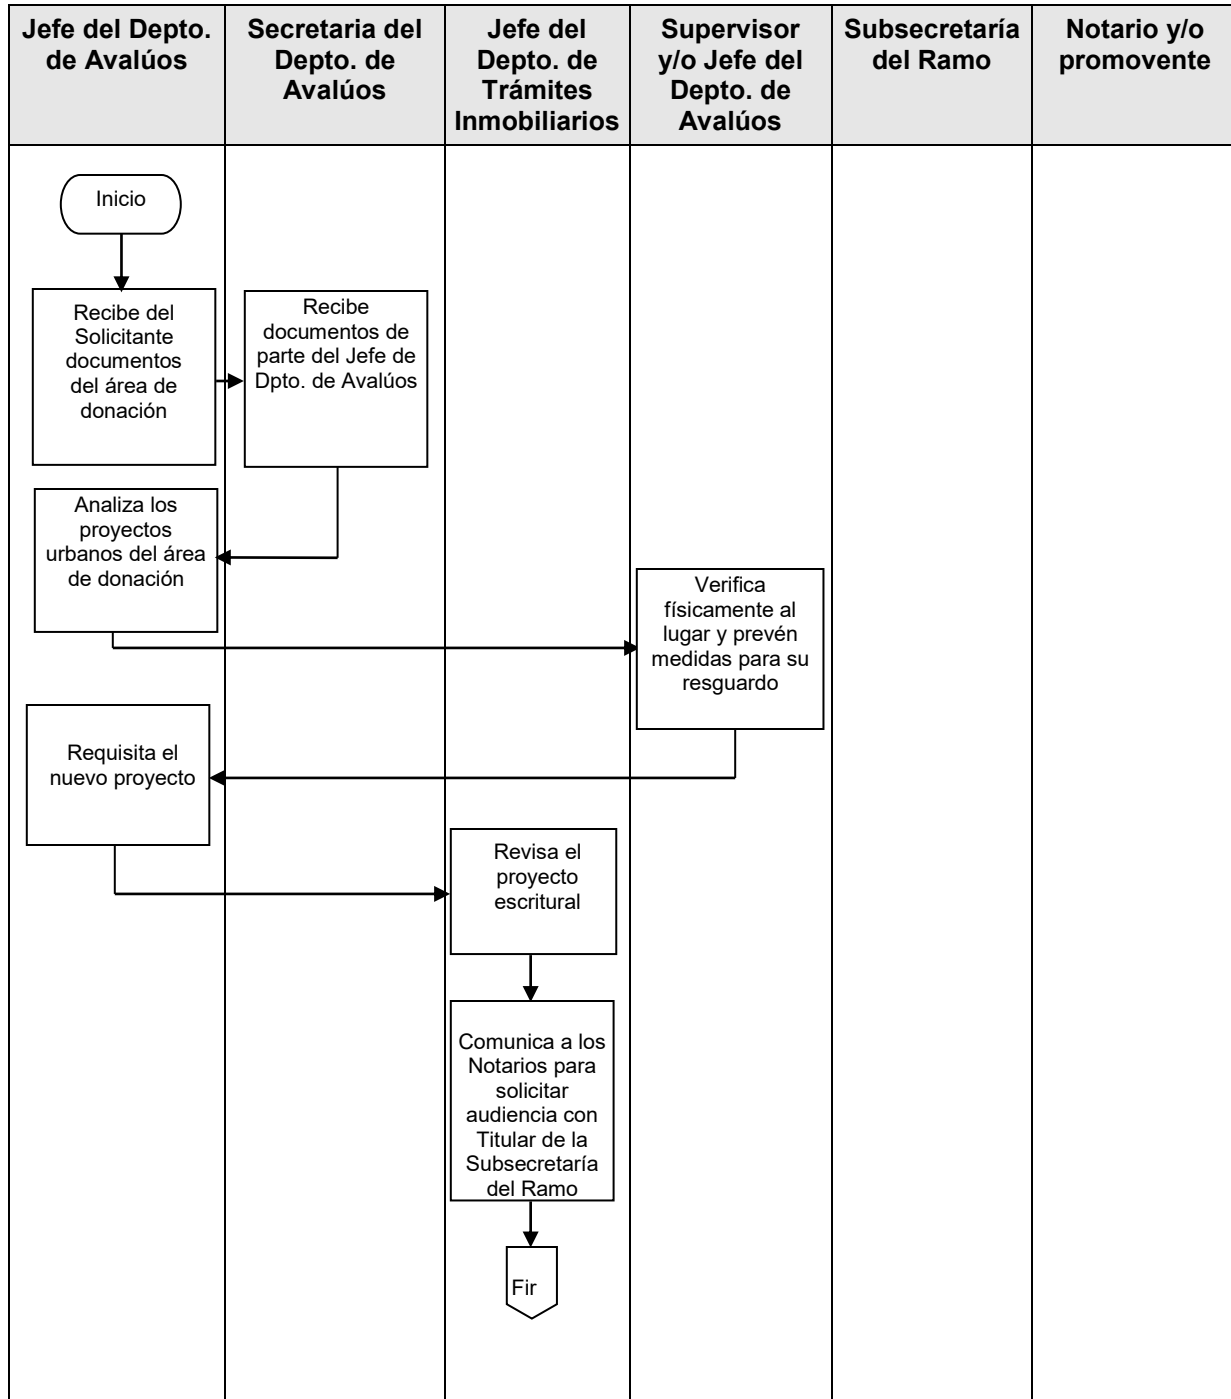 Jefe del Depto.
de Avalúos
Secretaria del
Depto. de
Avalúos
Jefe del
Depto. de
Trámites
Inmobiliarios
Supervisor
y/o Jefe del
Depto. de
Avalúos
Subsecretaría
del Ramo
Notario y/o
promovente
Inicio
Recibe del
Solicitante
documentos
del área de
donación
Recibe
documentos de
parte del Jefe de
Dpto. de Avalúos
Analiza los
proyectos
urbanos del área
de donación
Verifica
físicamente al
lugar y prevén
medidas para su
resguardo
Requisita el
nuevo proyecto
Revisa el
proyecto
escritural
Comunica a los
Notarios para
solicitar
audiencia con
Titular de la
Subsecretaría
del Ramo
Fir